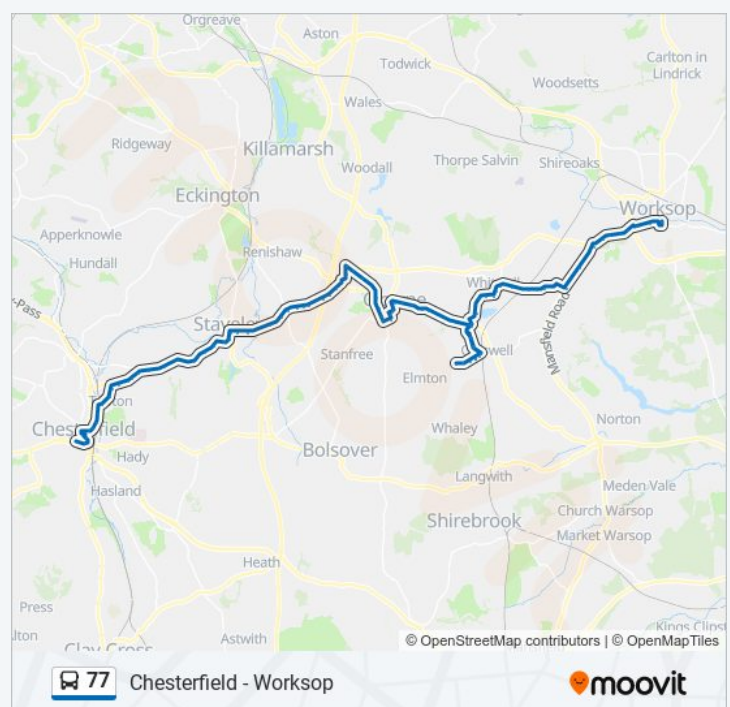 Orgreave
Aston
Todwick
Carlton in
Lindrick
Woodsetts
Wales
Ridgeway
Killamarsh
Woodall
Thorpe Salvin
Shireoaks
Eckington
Worksop
Apperknowle
Hundall
Renishaw
Stanfree
Elmton
Mansfield Road
Norton
Whaley
Hady
Bolsover
Hasland
Langwith
Meden Vale
Shirebrook
Church Warsop
Market Warsop
Heath
Press
Astwith
Clay Cross
© OpenStreetMap contributors | © OpenMapTiles
77 Chesterfield - Worksop
moovit